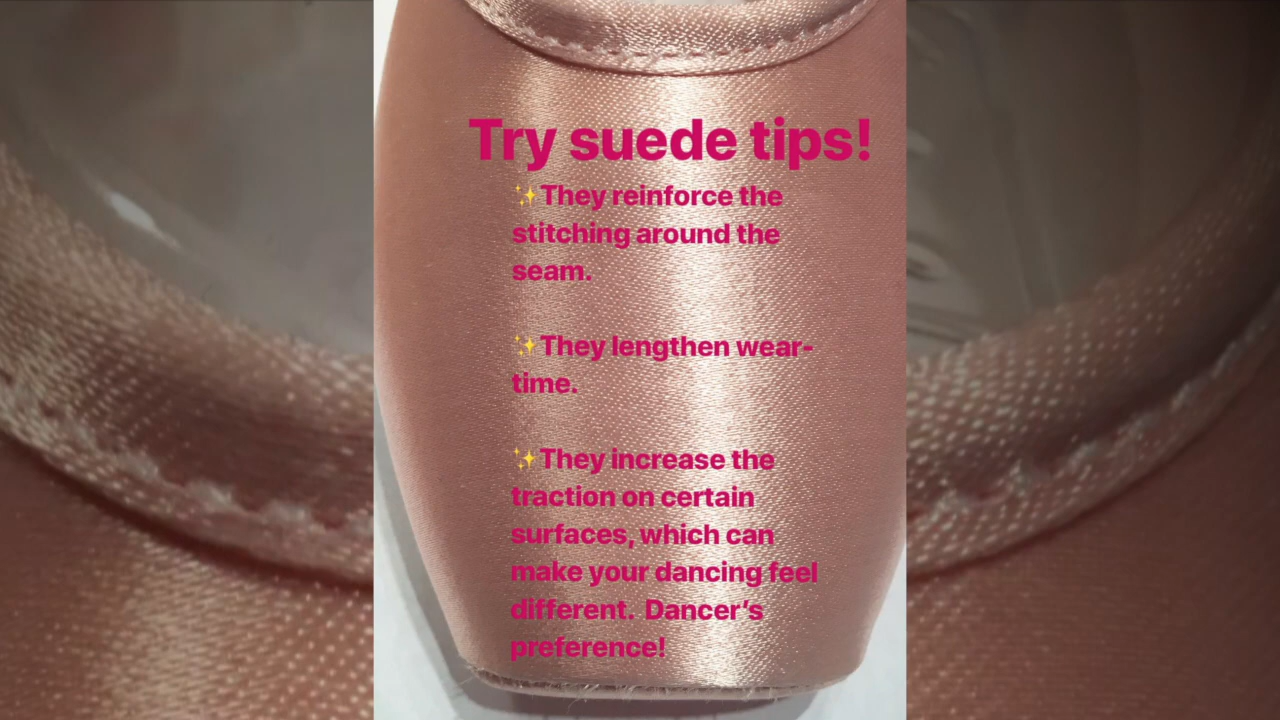 Try suede tips!
✨They reinforce the
stitching around the
seam.
✨They lengthen wear-
time.
✨They increase the
traction on certain
surfaces, which can
make your dancing feel
different. Dancer's
preference!